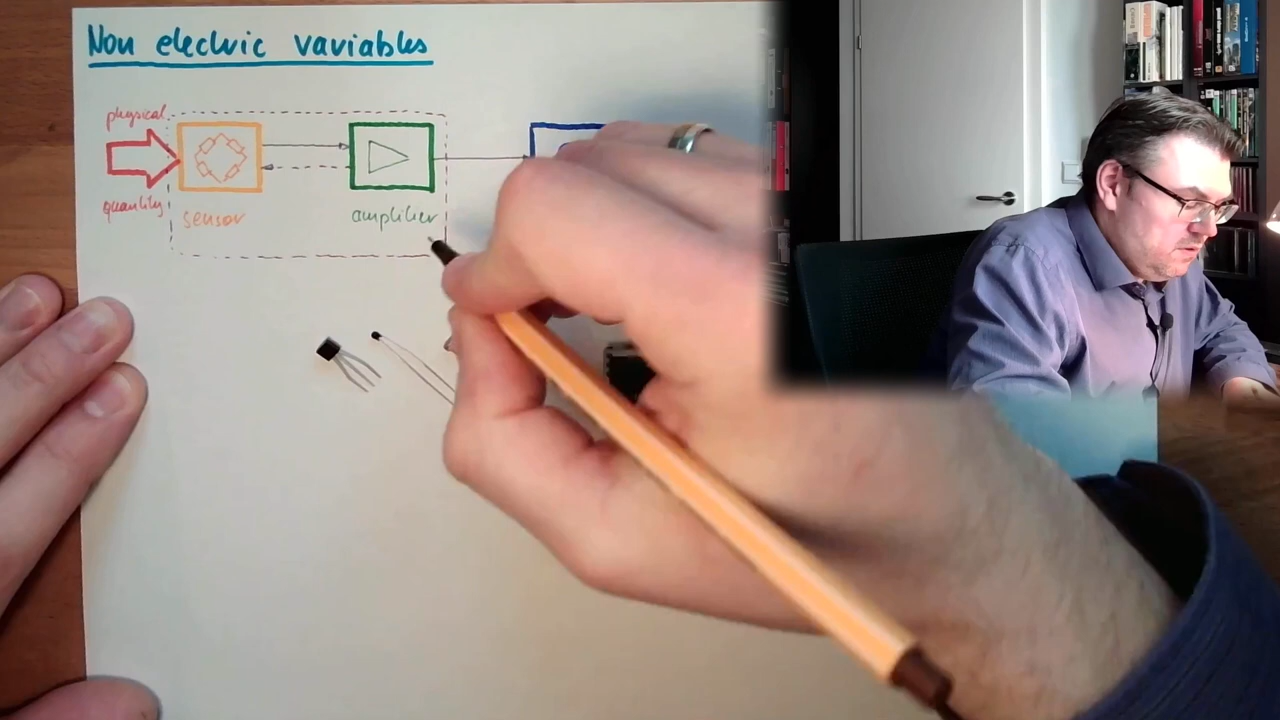 Non electric variables
physical
quantity
sensor
amplifier